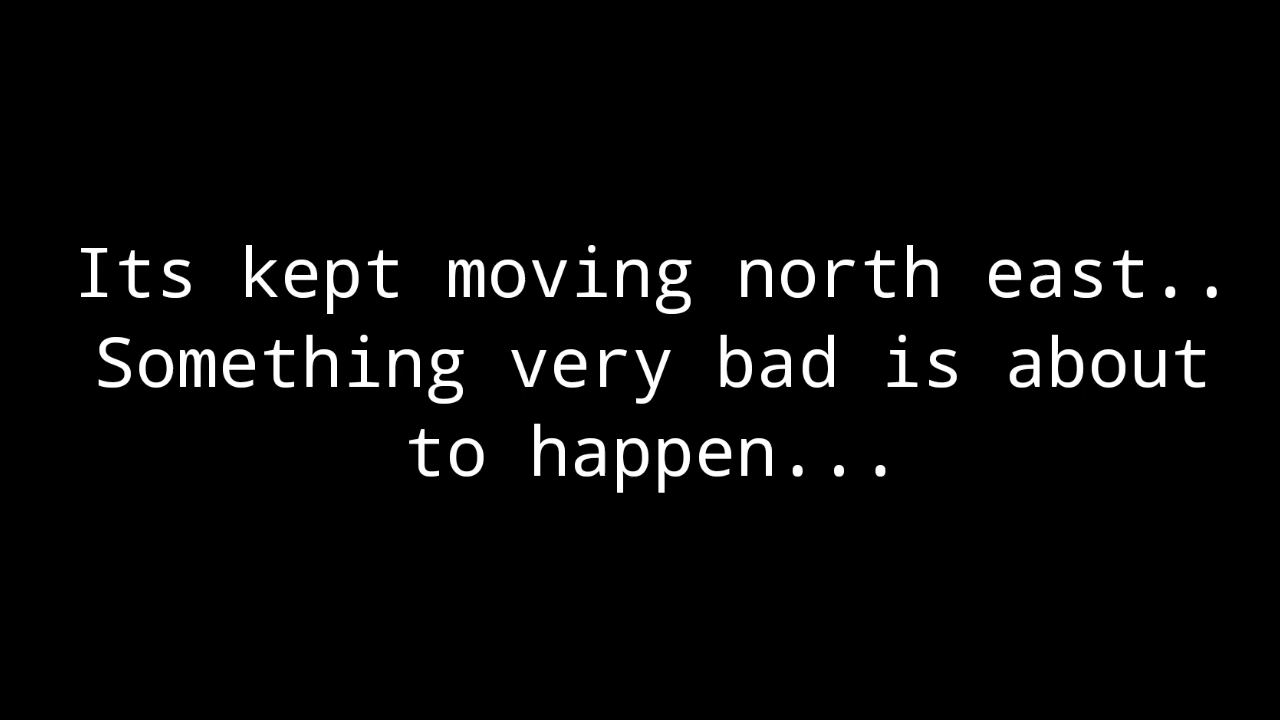 Its kept moving north east..
Something very bad is about
to happen...